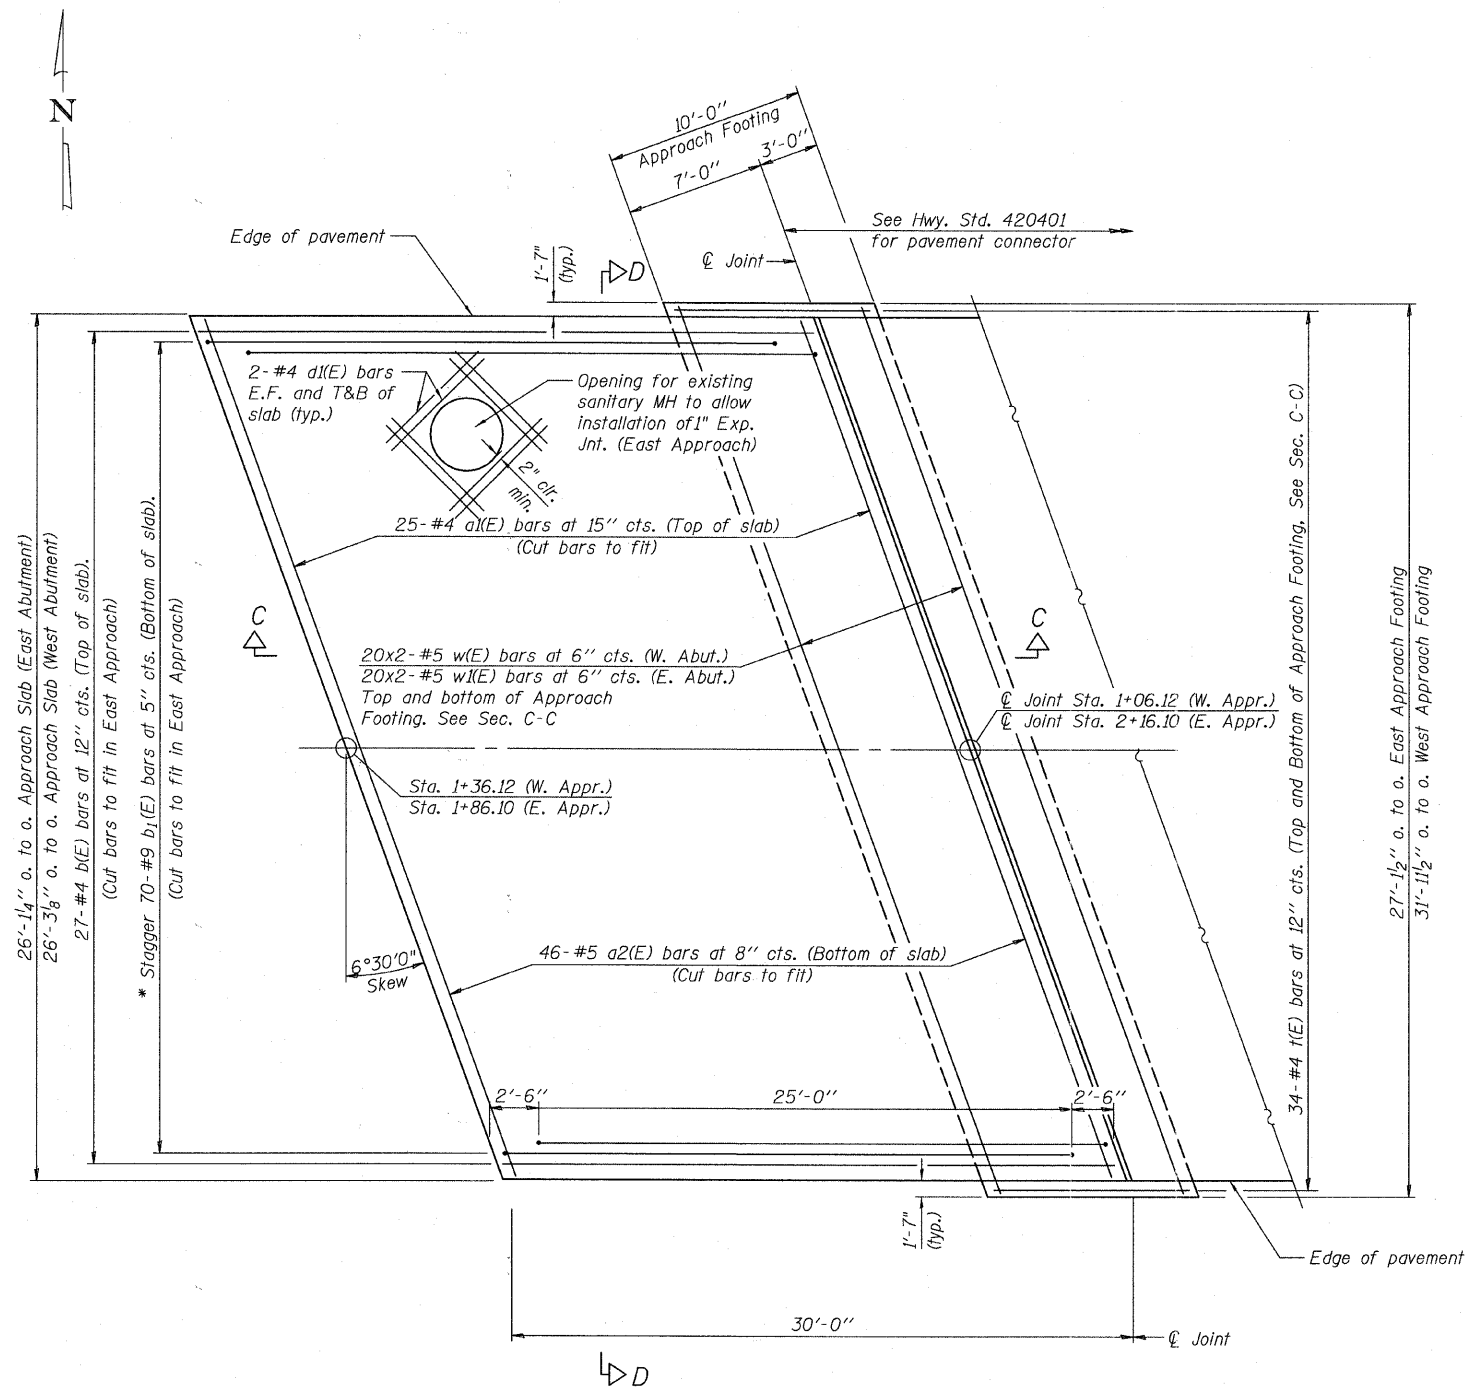 N
10'-0"
Approach Footing
3'-0"
7'-0"
See Hwy. Std. 420401
for pavement connector
Edge of pavement
1'-7"
(typ.)
D
℄ Joint
2-#4 d1(E) bars
E.F. and T&B of
slab (typ.)
Opening for existing
sanitary MH to allow
installation of 1" Exp.
Jnt. (East Approach)
2" clr.
min.
25-#4 a1(E) bars at 15" cts. (Top of slab)
(Cut bars to fit)
C
C
20x2-#5 w(E) bars at 6" cts. (W. Abut.)
20x2-#5 w1(E) bars at 6" cts. (E. Abut.)
Top and bottom of Approach
Footing. See Sec. C-C
℄ Joint Sta. 1+06.12 (W. Appr.)
℄ Joint Sta. 2+16.10 (E. Appr.)
Sta. 1+36.12 (W. Appr.)
Sta. 1+86.10 (E. Appr.)
46-#5 a2(E) bars at 8" cts. (Bottom of slab)
(Cut bars to fit)
6°30'0"
Skew
2'-6"
25'-0"
2'-6"
1'-7"
(typ.)
Edge of pavement
30'-0"
℄ Joint
D
26'-1¼" o. to o. Approach Slab (East Abutment)
26'-3⅛" o. to o. Approach Slab (West Abutment)
27-#4 b(E) bars at 12" cts. (Top of slab).
(Cut bars to fit in East Approach)
* Stagger 70-#9 b1(E) bars at 5" cts. (Bottom of slab).
(Cut bars to fit in East Approach)
34-#4 t(E) bars at 12" cts. (Top and Bottom of Approach Footing, See Sec. C-C)
27'-1½" o. to o. East Approach Footing
31'-11½" o. to o. West Approach Footing